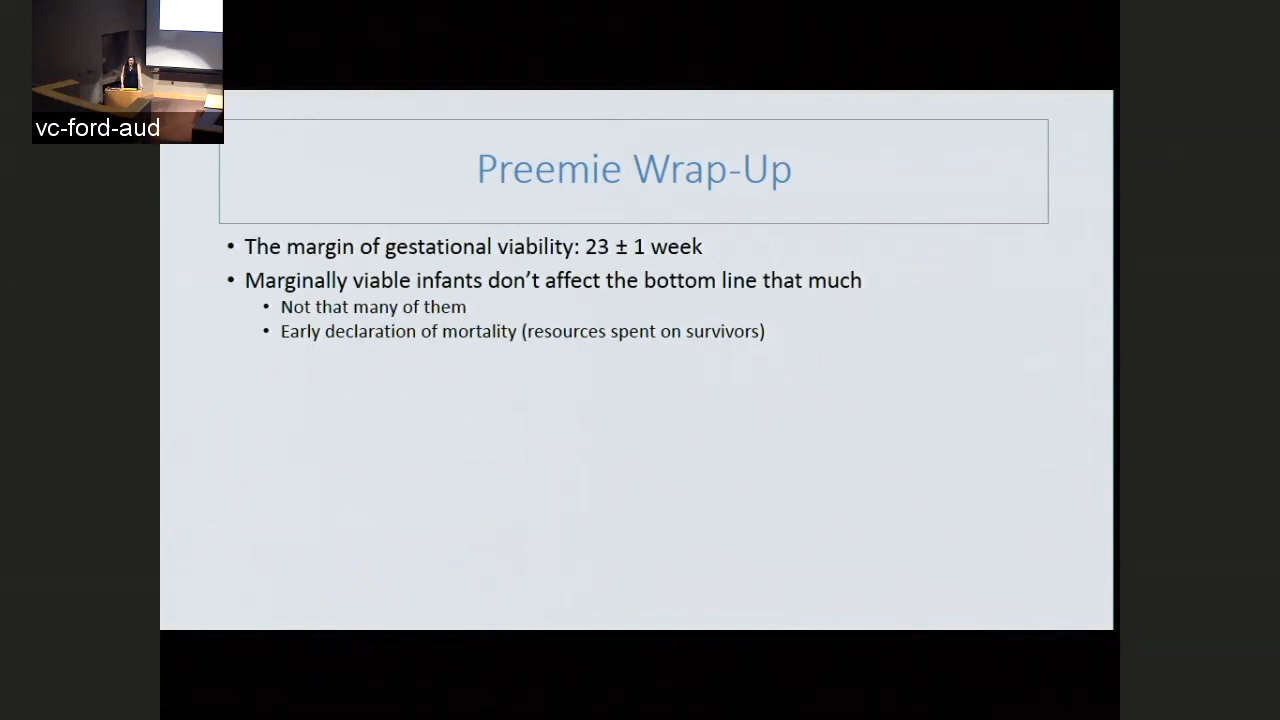 vc-ford-aud
Preemie Wrap-Up
• The margin of gestational viability: 23 ± 1 week
• Marginally viable infants don’t affect the bottom line that much
• Not that many of them
• Early declaration of mortality (resources spent on survivors)